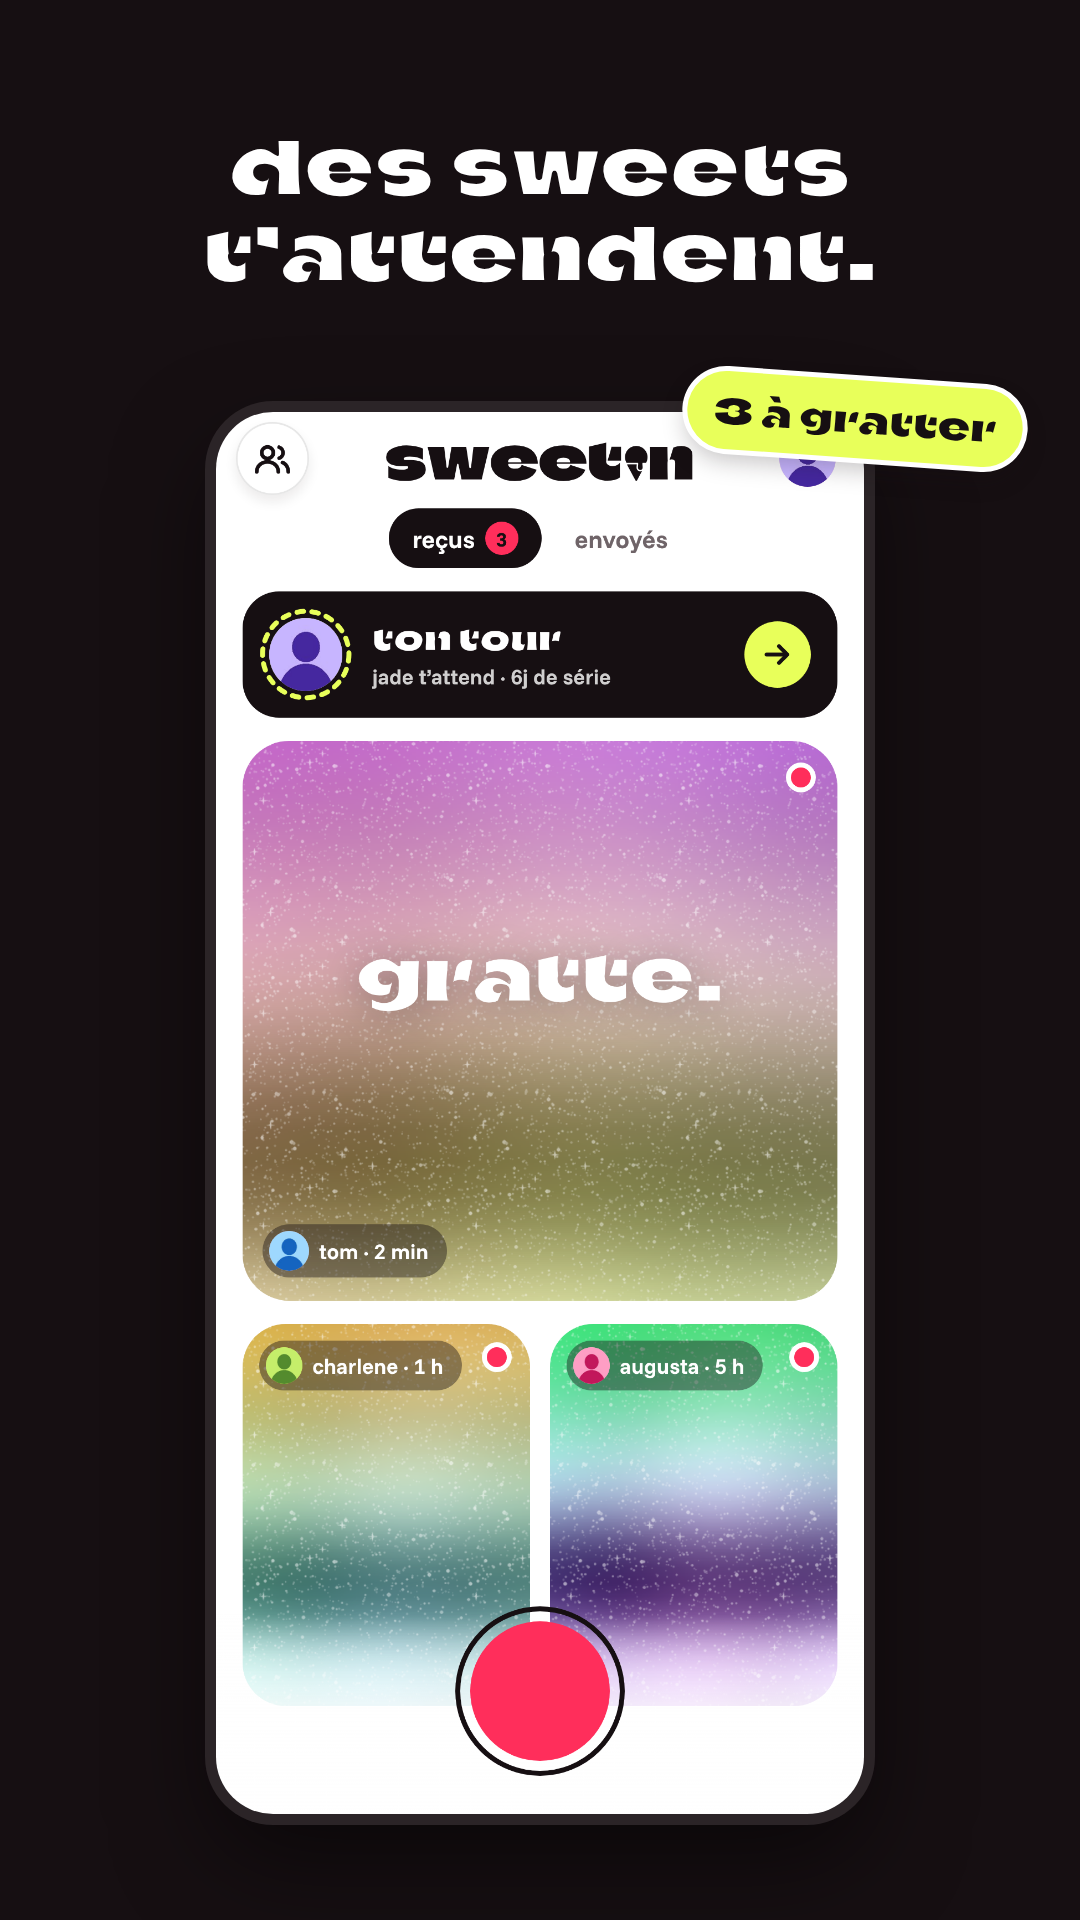 des sweets
t'attendent.
3 à gratter
sweeton
reçus 3
envoyés
ton tour
jade t'attend · 6j de série
gratte.
tom · 2 min
charlene · 1 h
augusta · 5 h